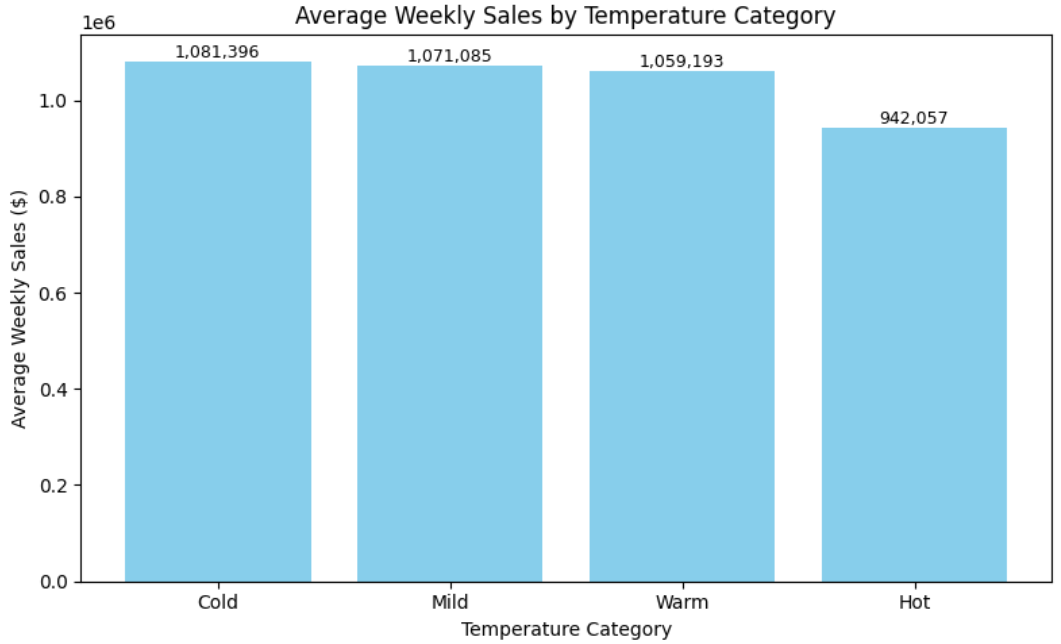 Average Weekly Sales by Temperature Category
1e6
1,081,396
1,071,085
1,059,193
942,057
1.0
0.8
0.6
0.4
0.2
0.0
Average Weekly Sales ($)
Cold
Mild
Warm
Hot
Temperature Category